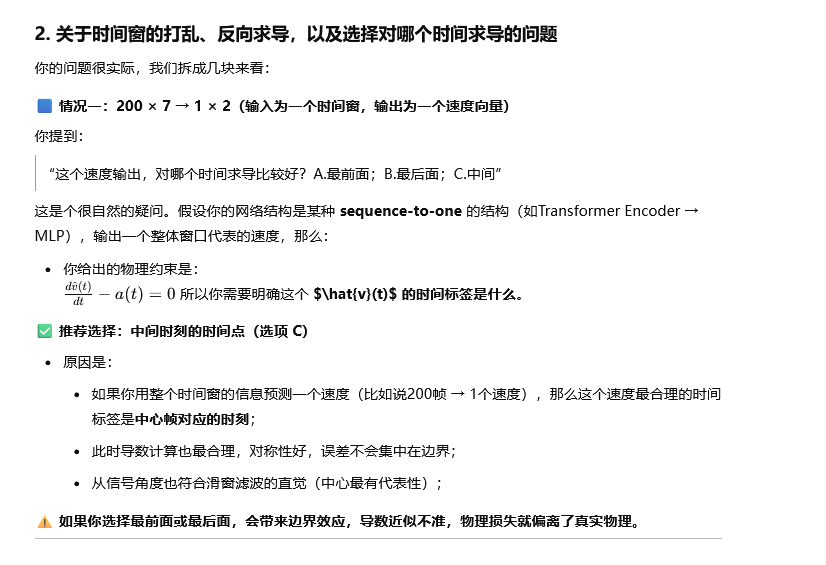 2. 关于时间窗的打乱、反向求导，以及选择对哪个时间求导的问题
你的问题很实际，我们拆成几块来看：
情况一：200 × 7 → 1 × 2（输入为一个时间窗，输出为一个速度向量）
你提到：
“这个速度输出，对哪个时间求导比较好？A.最前面；B.最后面；C.中间”
这是个很自然的疑问。假设你的网络结构是某种 sequence-to-one 的结构（如Transformer Encoder →
MLP），输出一个整体窗口代表的速度，那么：
• 你给出的物理约束是：
$\frac{d\hat{v}(t)}{dt} - a(t) = 0$ 所以你需要明确这个 $\hat{v}(t)$ 的时间标签是什么。
✅ 推荐选择：中间时刻的时间点（选项 C）
• 原因是：
• 如果你用整个时间窗的信息预测一个速度（比如说200帧 → 1个速度），那么这个速度最合理的时间
标签是中心帧对应的时刻；
• 此时导数计算也最合理，对称性好，误差不会集中在边界；
• 从信号角度也符合滑窗滤波的直觉（中心最有代表性）；
⚠️ 如果你选择最前面或最后面，会带来边界效应，导数近似不准，物理损失就偏离了真实物理。